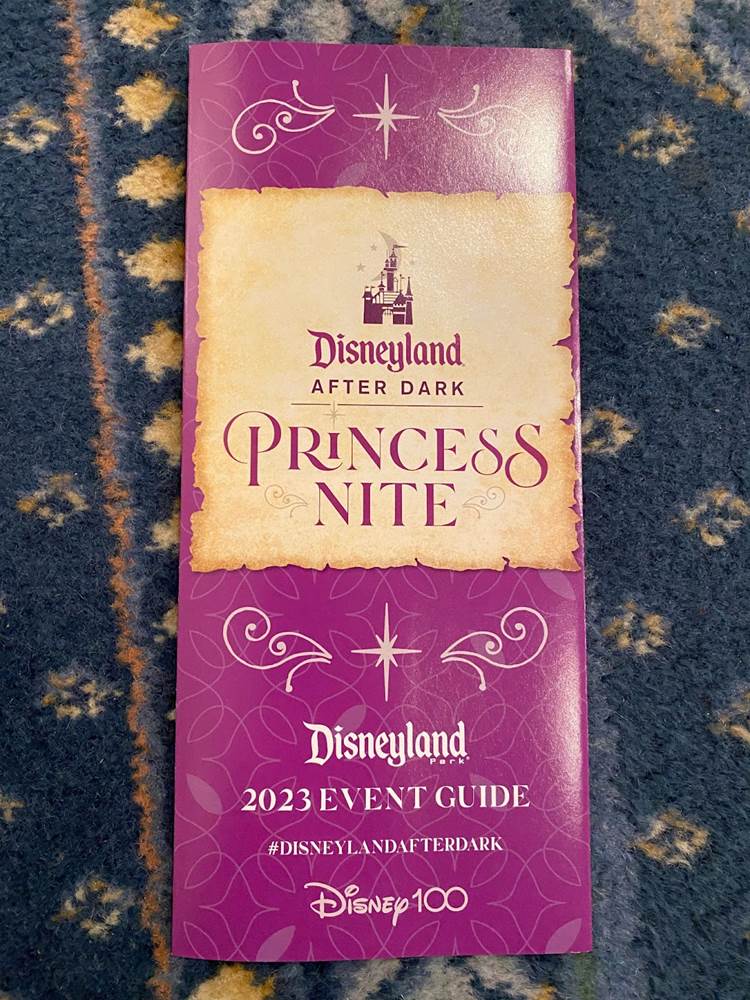 Disneyland
AFTER DARK
PRINCESS
NITE
Disneyland
Park
2023 EVENT GUIDE
#DISNEYLANDAFTERDARK
Disney100